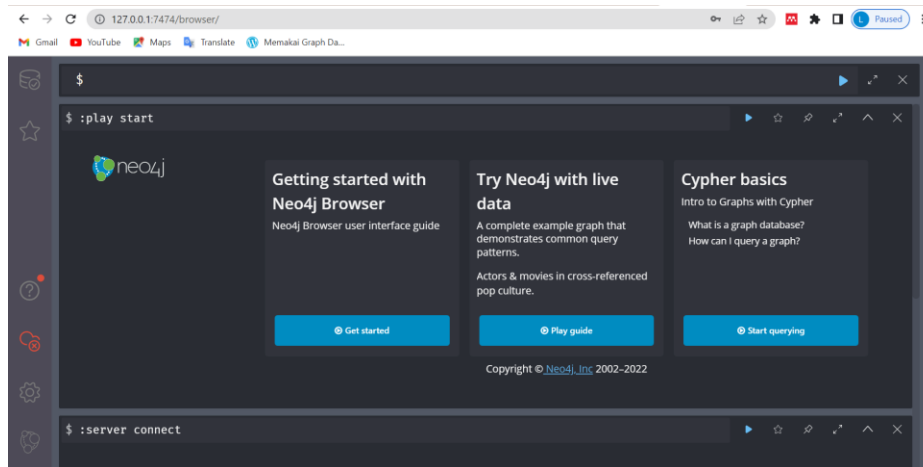 127.0.0.1:7474/browser/
L Paused
Gmail YouTube Maps Translate Memakai Graph Da...
$
$ :play start
neo4j
Getting started with
Neo4j Browser
Neo4j Browser user interface guide
Get started
Try Neo4j with live
data
A complete example graph that
demonstrates common query
patterns.
Actors & movies in cross-referenced
pop culture.
Play guide
Cypher basics
Intro to Graphs with Cypher
What is a graph database?
How can I query a graph?
Start querying
Copyright © Neo4j, Inc 2002–2022
$ :server connect